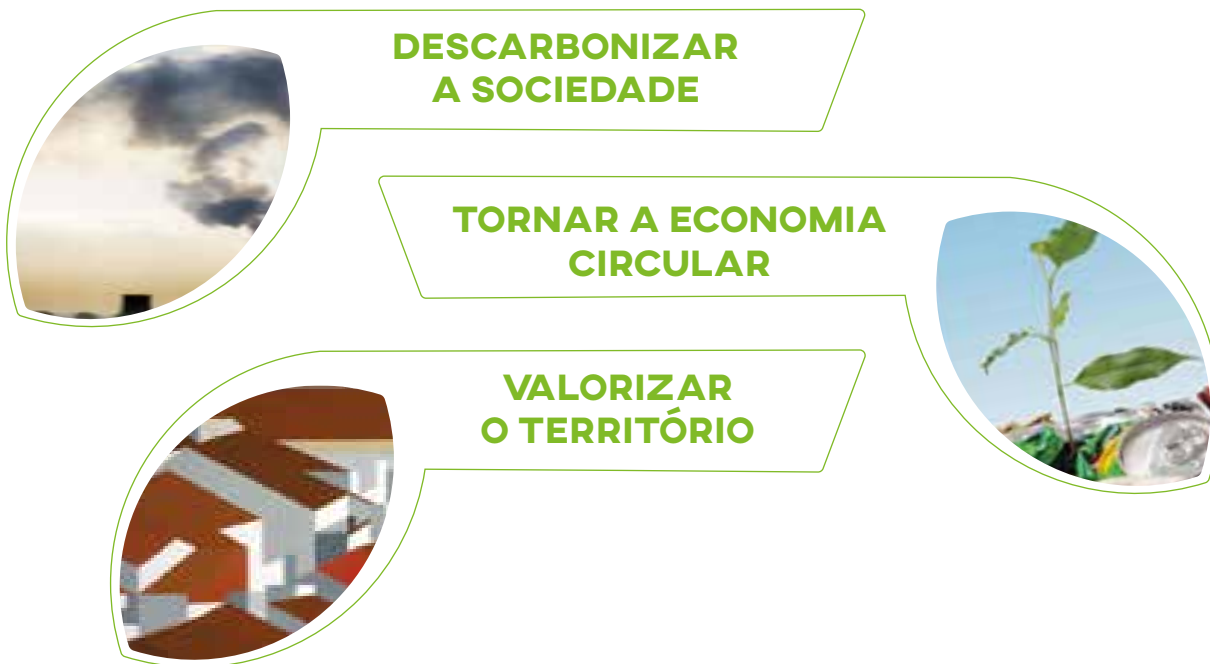 DESCARBONIZAR
A SOCIEDADE
TORNAR A ECONOMIA
CIRCULAR
VALORIZAR
O TERRITÓRIO